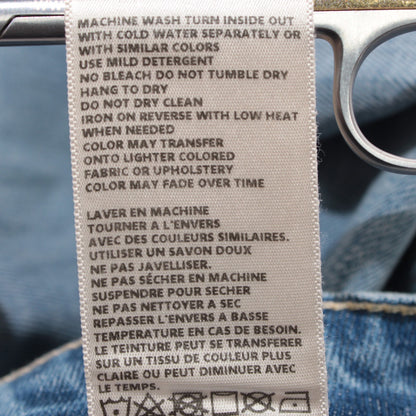 MACHINE WASH TURN INSIDE OUT
WITH COLD WATER SEPARATELY OR
WITH SIMILAR COLORS
USE MILD DETERGENT
NO BLEACH DO NOT TUMBLE DRY
HANG TO DRY
DO NOT DRY CLEAN
IRON ON REVERSE WITH LOW HEAT
WHEN NEEDED
COLOR MAY TRANSFER
ONTO LIGHTER COLORED
FABRIC OR UPHOLSTERY
COLOR MAY FADE OVER TIME
LAVER EN MACHINE
TOURNER A L'ENVERS
AVEC DES COULEURS SIMILAIRES.
UTILISER UN SAVON DOUX
NE PAS JAVELLISER.
NE PAS SÉCHER EN MACHINE
SUSPENDRE POUR SECHER
NE PAS NETTOYER A SEC
REPASSER L'ENVERS A BASSE
TEMPERATURE EN CAS DE BESOIN.
LE TEINTURE PEUT SE TRANSFERER
SUR UN TISSU DE COULEUR PLUS
CLAIRE OU PEUT DIMINUER AVEC
LE TEMPS.